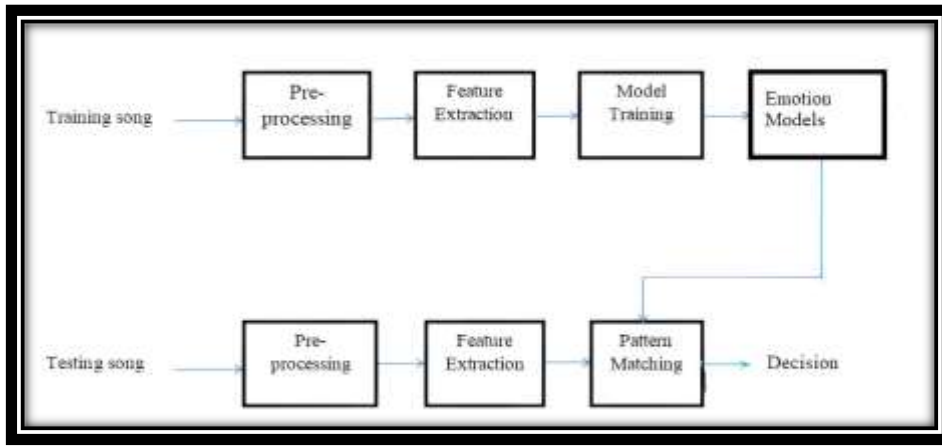 Training song
Pre-
processing
Feature
Extraction
Model
Training
Emotion
Models
Testing song
Pre-
processing
Feature
Extraction
Pattern
Matching
Decision